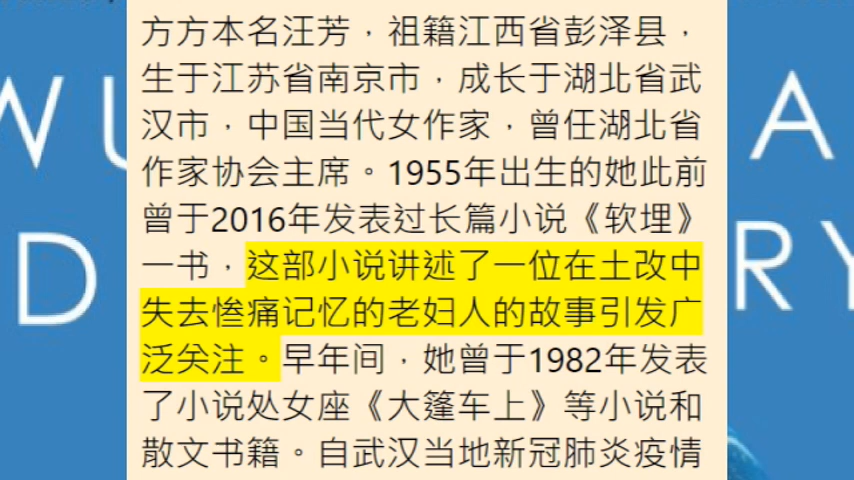 方方本名汪芳，祖籍江西省彭泽县，
生于江苏省南京市，成长于湖北省武
汉市，中国当代女作家，曾任湖北省
作家协会主席。1955年出生的她此前
曾于2016年发表过长篇小说《软埋》
一书，这部小说讲述了一位在土改中
失去惨痛记忆的老妇人的故事引发广
泛关注。早年间，她曾于1982年发表
了小说处女座《大篷车上》等小说和
散文书籍。自武汉当地新冠肺炎疫情
WU
A
D
RY